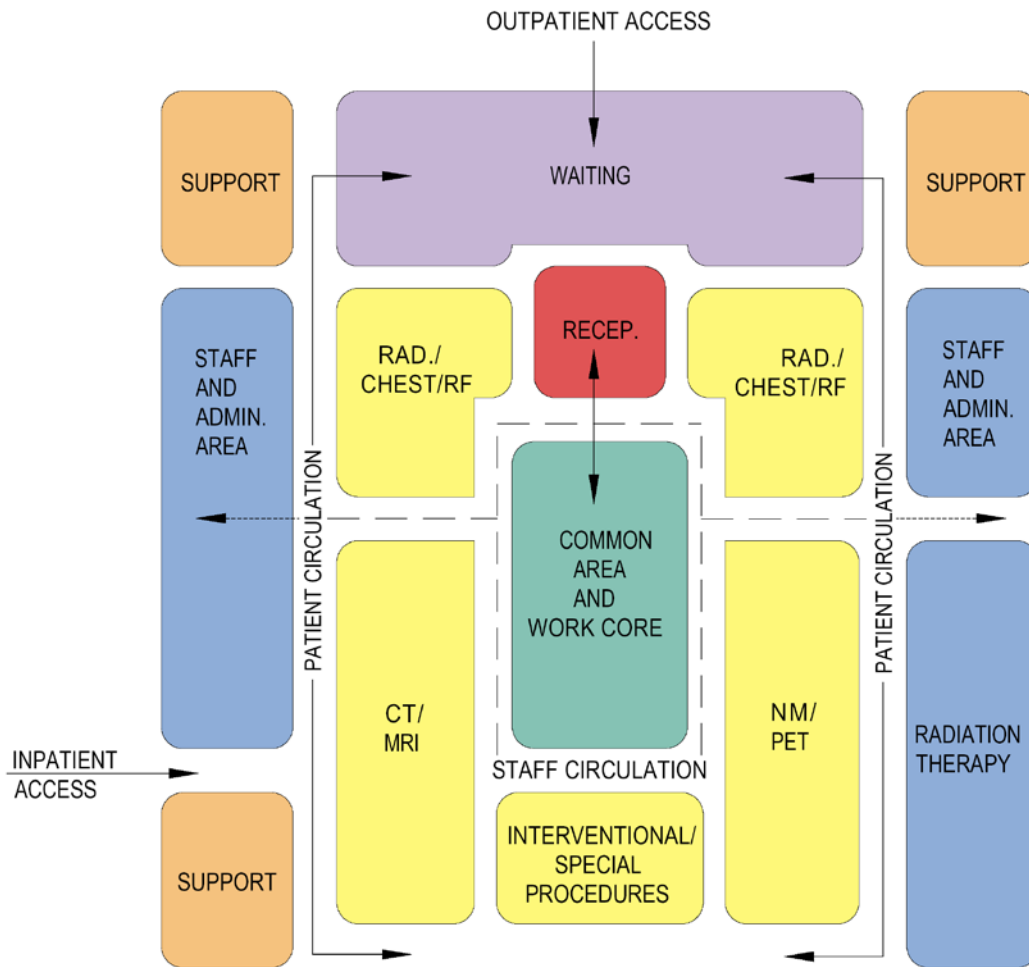 OUTPATIENT ACCESS
SUPPORT
WAITING
SUPPORT
STAFF
AND
ADMIN.
AREA
RAD./
CHEST/RF
RECEP.
RAD./
CHEST/RF
STAFF
AND
ADMIN.
AREA
PATIENT CIRCULATION
COMMON
AREA
AND
WORK CORE
PATIENT CIRCULATION
CT/
MRI
NM/
PET
RADIATION
THERAPY
INPATIENT
ACCESS
STAFF CIRCULATION
SUPPORT
INTERVENTIONAL/
SPECIAL
PROCEDURES